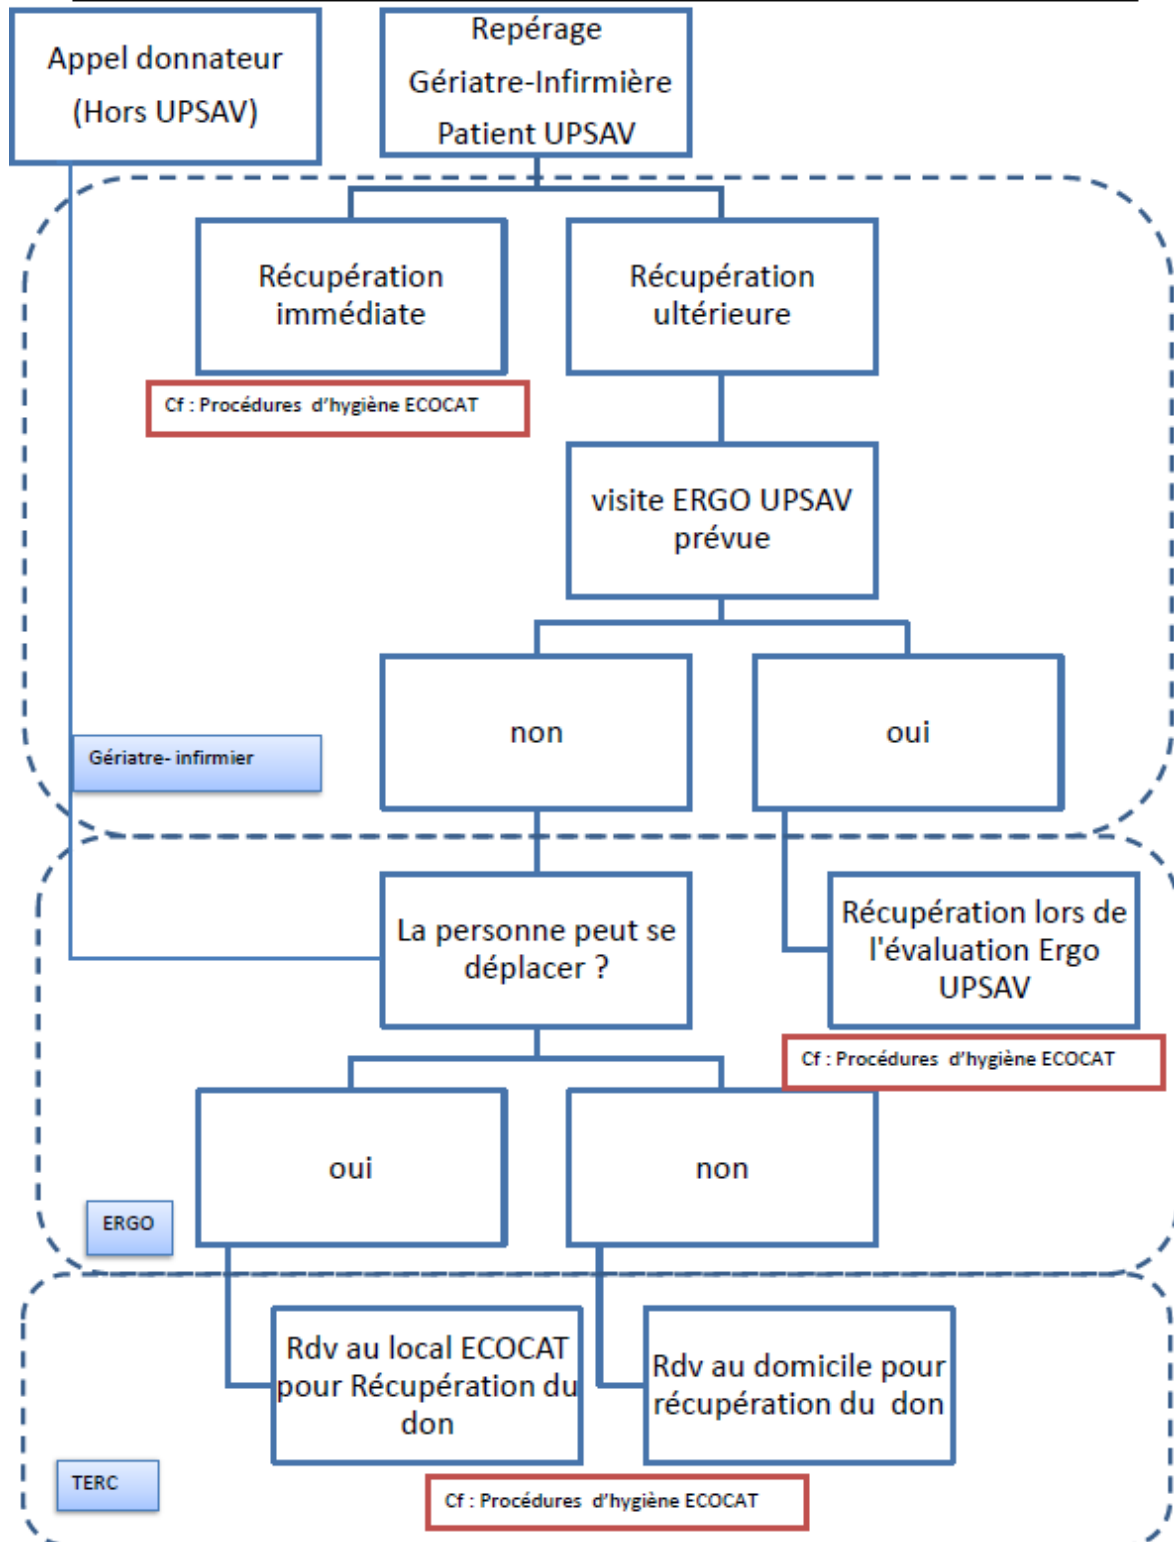 Appel donnateur
(Hors UPSAV)
Repérage
Gériatre-Infirmière
Patient UPSAV
Récupération
immédiate
Récupération
ultérieure
Cf : Procédures d'hygiène ECOCAT
visite ERGO UPSAV
prévue
non
oui
Gériatre- infirmier
La personne peut se
déplacer ?
Récupération lors de
l'évaluation Ergo
UPSAV
Cf : Procédures d'hygiène ECOCAT
oui
non
ERGO
Rdv au local ECOCAT
pour Récupération du
don
Rdv au domicile pour
récupération du don
TERC
Cf : Procédures d'hygiène ECOCAT